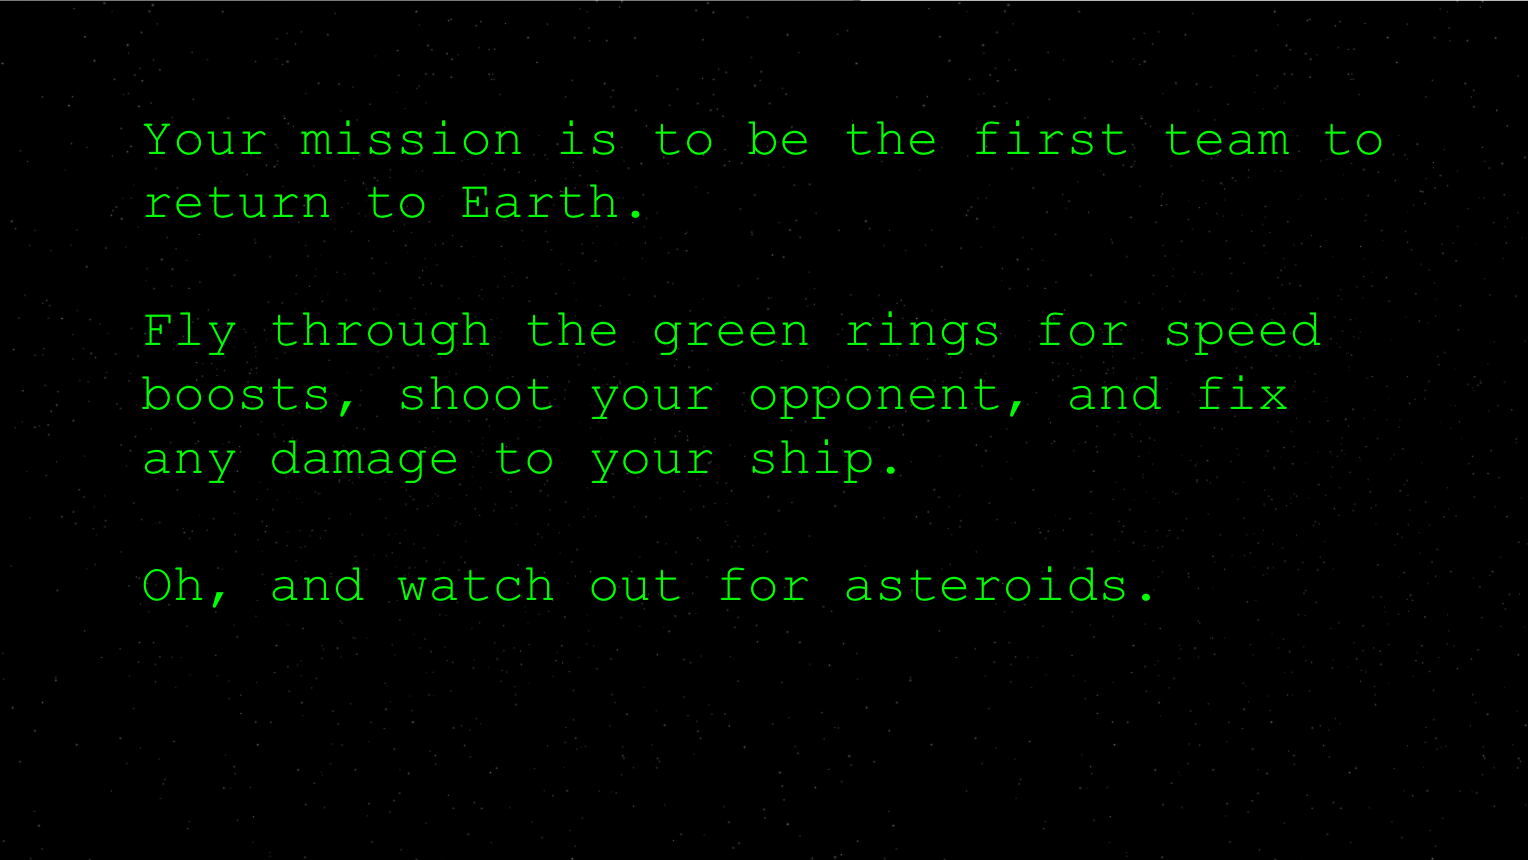 Your mission is to be the first team to
return to Earth.
Fly through the green rings for speed
boosts, shoot your opponent, and fix
any damage to your ship.
Oh, and watch out for asteroids.